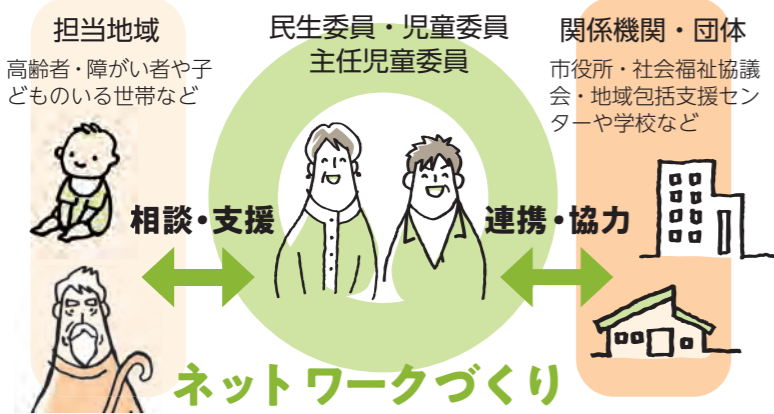 担当地域
高齢者・障がい者や子
どものいる世帯など
民生委員・児童委員
主任児童委員
関係機関・団体
市役所・社会福祉協議
会・地域包括支援セン
ターや学校など
相談・支援
連携・協力
ネットワークづくり